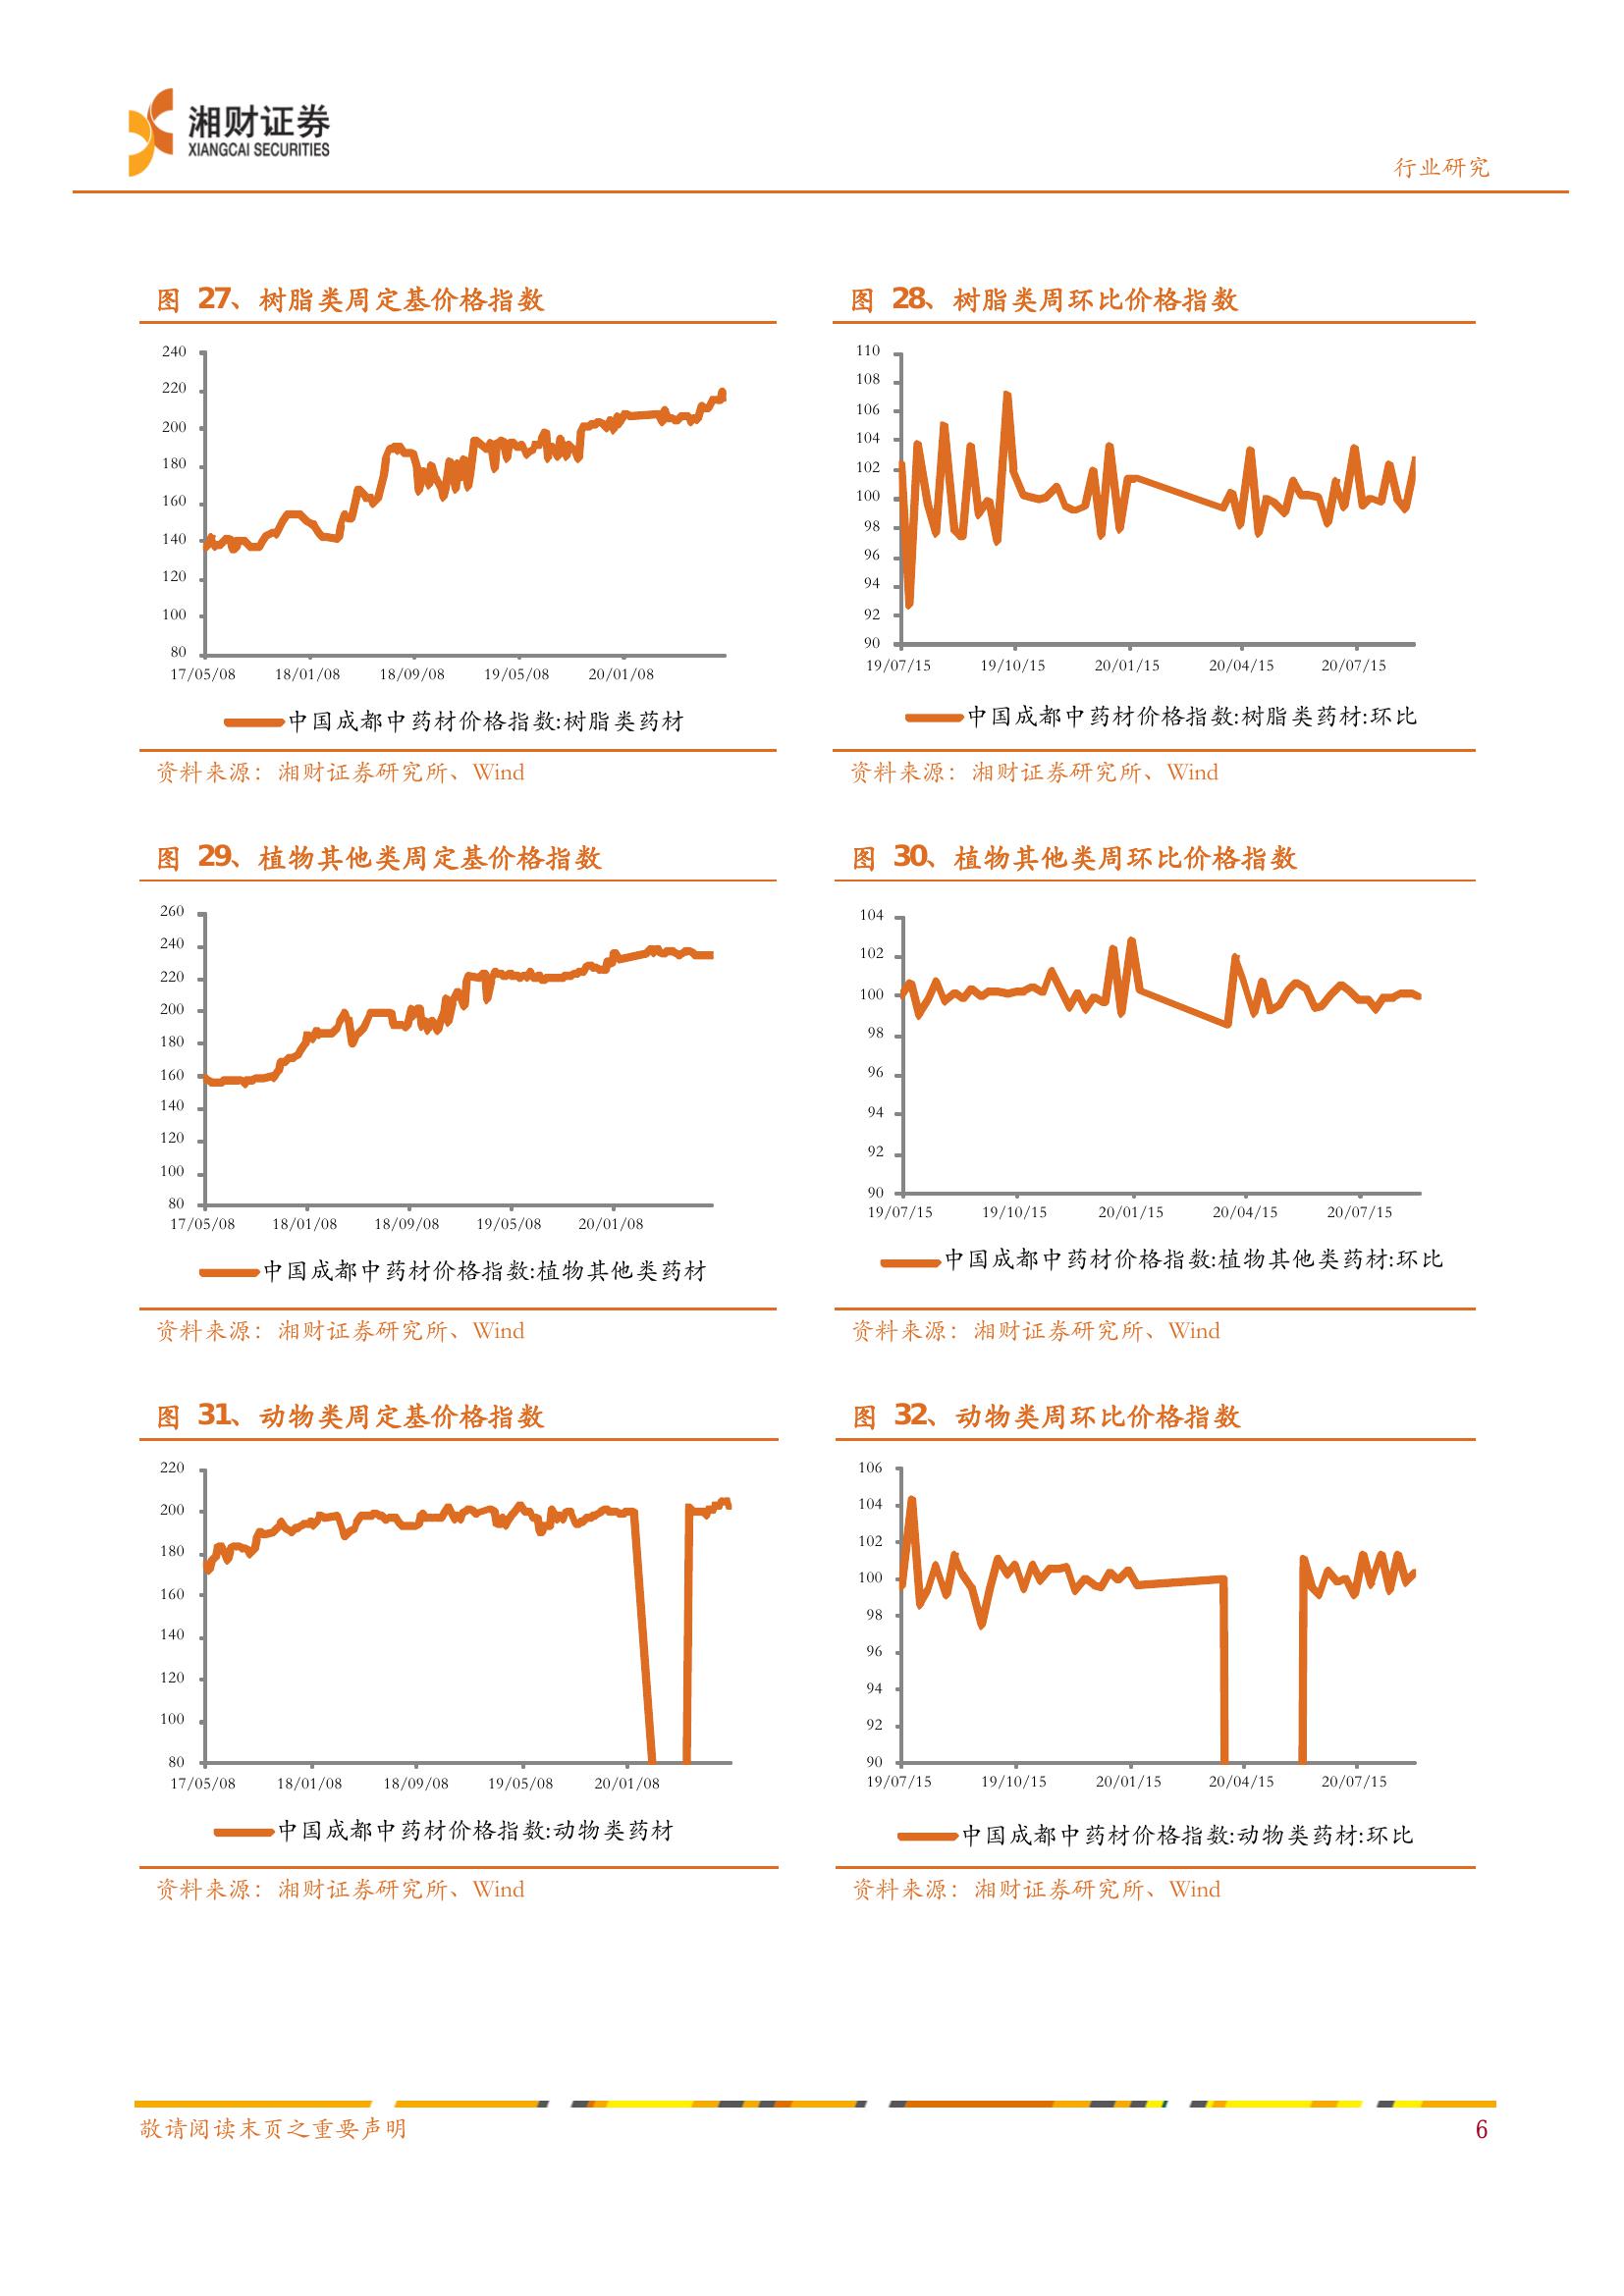 湘财证券
XIANGCAI SECURITIES
行业研究
图 27、树脂类周定基价格指数
240
220
200
180
160
140
120
100
80
17/05/08 18/01/08 18/09/08 19/05/08 20/01/08
中国成都中药材价格指数:树脂类药材
资料来源：湘财证券研究所、Wind
图 28、树脂类周环比价格指数
110
108
106
104
102
100
98
96
94
92
90
19/07/15 19/10/15 20/01/15 20/04/15 20/07/15
中国成都中药材价格指数:树脂类药材:环比
资料来源：湘财证券研究所、Wind
图 29、植物其他类周定基价格指数
260
240
220
200
180
160
140
120
100
80
17/05/08 18/01/08 18/09/08 19/05/08 20/01/08
中国成都中药材价格指数:植物其他类药材
资料来源：湘财证券研究所、Wind
图 30、植物其他类周环比价格指数
104
102
100
98
96
94
92
90
19/07/15 19/10/15 20/01/15 20/04/15 20/07/15
中国成都中药材价格指数:植物其他类药材:环比
资料来源：湘财证券研究所、Wind
图 31、动物类周定基价格指数
220
200
180
160
140
120
100
80
17/05/08 18/01/08 18/09/08 19/05/08 20/01/08
中国成都中药材价格指数:动物类药材
资料来源：湘财证券研究所、Wind
图 32、动物类周环比价格指数
106
104
102
100
98
96
94
92
90
19/07/15 19/10/15 20/01/15 20/04/15 20/07/15
中国成都中药材价格指数:动物类药材:环比
资料来源：湘财证券研究所、Wind
敬请阅读末页之重要声明
6